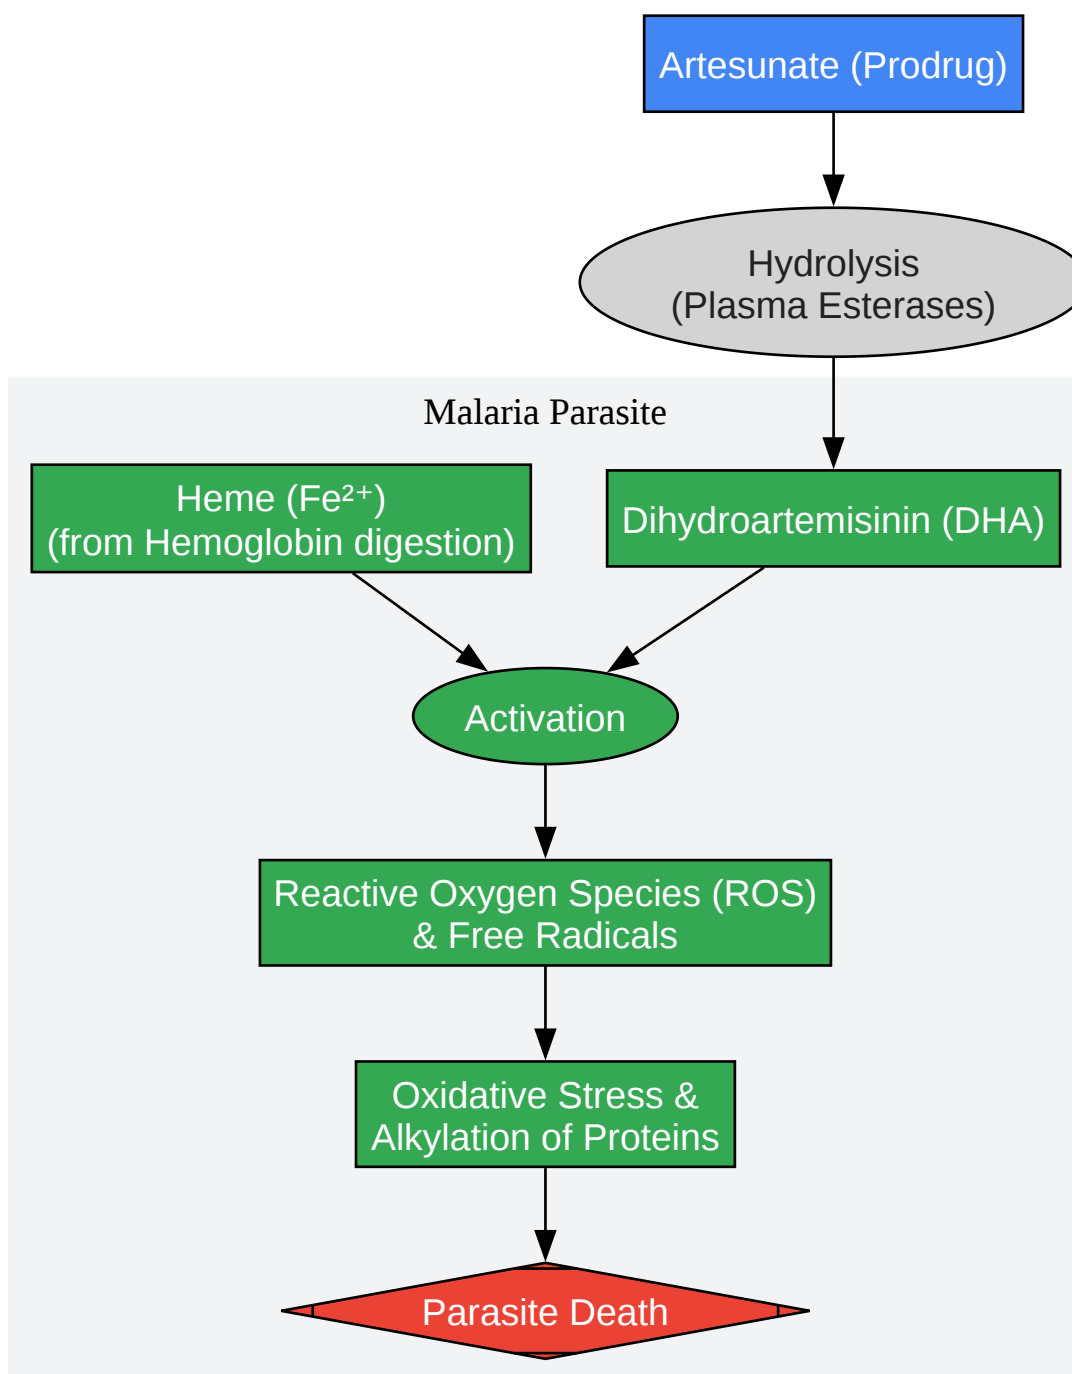 Artesunate (Prodrug)
Hydrolysis
(Plasma Esterases)
Malaria Parasite
Heme (Fe²⁺)
(from Hemoglobin digestion)
Dihydroartemisinin (DHA)
Activation
Reactive Oxygen Species (ROS)
& Free Radicals
Oxidative Stress &
Alkylation of Proteins
Parasite Death